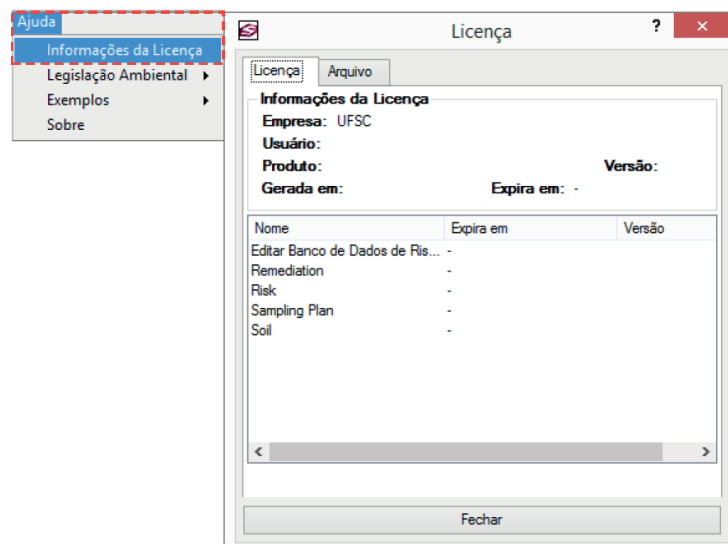 Ajuda
Informações da Licença
Legislação Ambiental
Exemplos
Sobre
Licença ?
Licença Arquivo
Informações da Licença
Empresa: UFSC
Usuário:
Produto: Versão:
Gerada em: Expira em: -
Nome Expira em Versão
Editar Banco de Dados de Ris... -
Remediation -
Risk -
Sampling Plan -
Soil -
Fechar